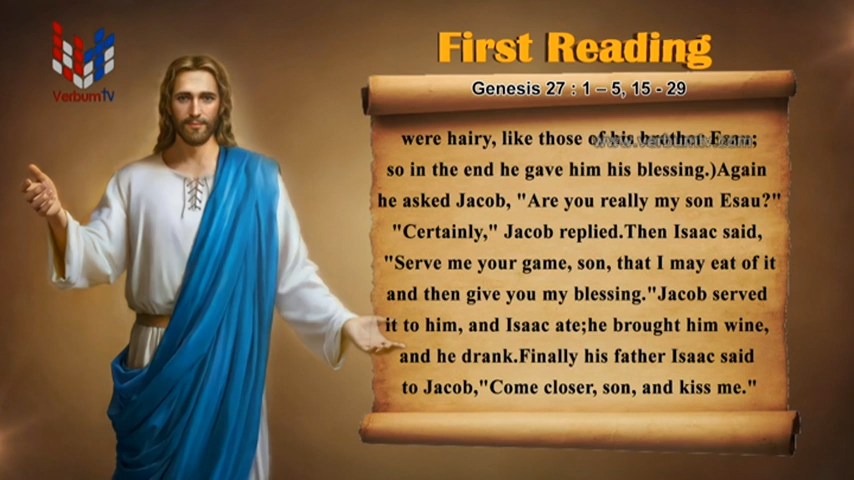 VerbumTV
First Reading
Genesis 27 : 1 – 5, 15 - 29
were hairy, like those of his brother Esau;
www.verbumtv.com
so in the end he gave him his blessing.)Again
he asked Jacob, "Are you really my son Esau?"
"Certainly," Jacob replied.Then Isaac said,
"Serve me your game, son, that I may eat of it
and then give you my blessing."Jacob served
it to him, and Isaac ate;he brought him wine,
and he drank.Finally his father Isaac said
to Jacob,"Come closer, son, and kiss me."